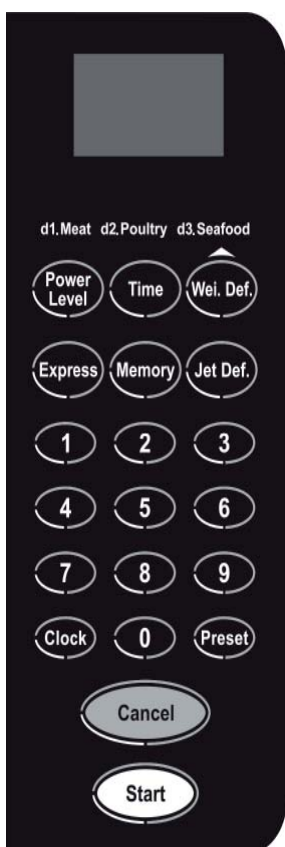 d1.Meat d2.Poultry d3.Seafood
Power Level Time Wei. Def.
Express Memory Jet Def.
1 2 3
4 5 6
7 8 9
Clock 0 Preset
Cancel
Start